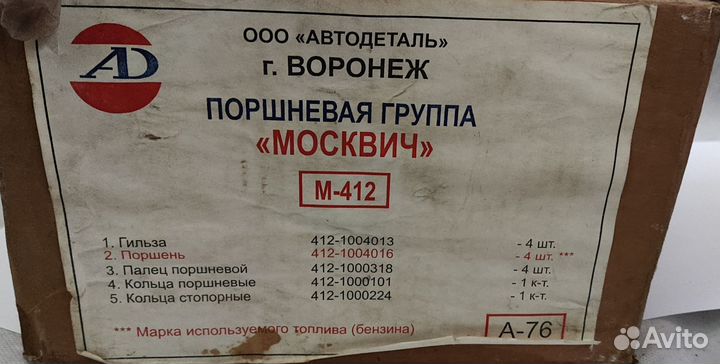 AD
ООО «АВТОДЕТАЛЬ»
г. ВОРОНЕЖ
ПОРШНЕВАЯ ГРУППА
«МОСКВИЧ»
М-412
1. Гильза 412-1004013 - 4 шт.
2. Поршень 412-1004016 - 4 шт. ***
3. Палец поршневой 412-1000318 - 4 шт.
4. Кольца поршневые 412-1000101 - 1 к-т.
5. Кольца стопорные 412-1000224 - 1 к-т.
*** Марка используемого топлива (бензина) А-76
Avito